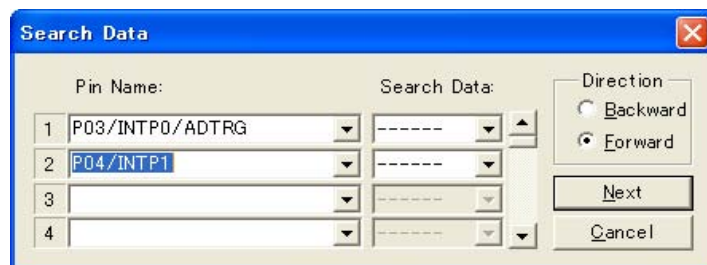 Search Data
Pin Name: Search Data: Direction
1 P03/INTP0/ADTRG ------ Backward
2 P04/INTP1 ------ Forward
3 ------ Next
4 ------ Cancel